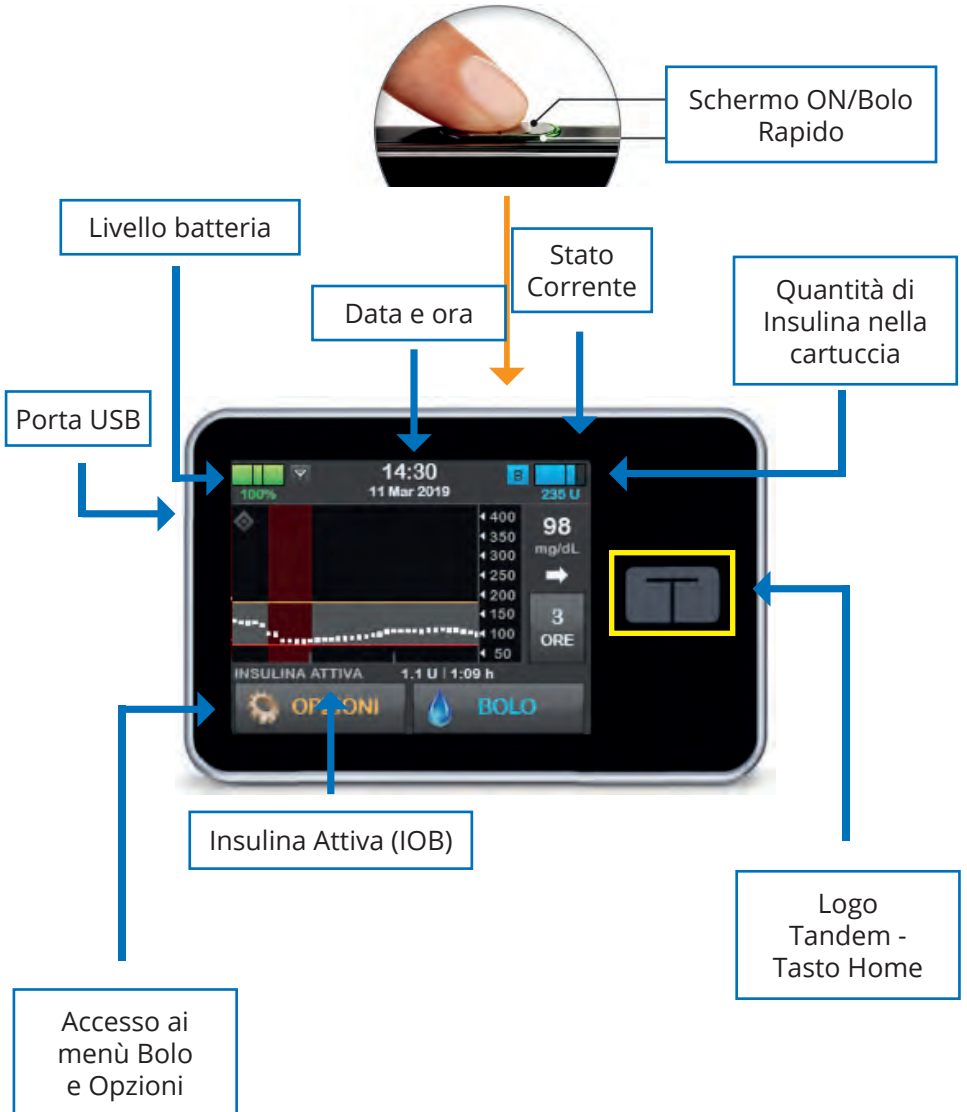 Schermo ON/Bolo
Rapido
Livello batteria
Stato
Corrente
Data e ora
Quantità di
Insulina nella
cartuccia
Porta USB
100%
14:30
11 Mar 2019
B
235 U
400
350
300
250
200
150
100
50
98
mg/dL
3
ORE
INSULINA ATTIVA 1.1 U | 1:09 h
OPZIONI
BOLO
Insulina Attiva (IOB)
Logo
Tandem -
Tasto Home
Accesso ai
menù Bolo
e Opzioni